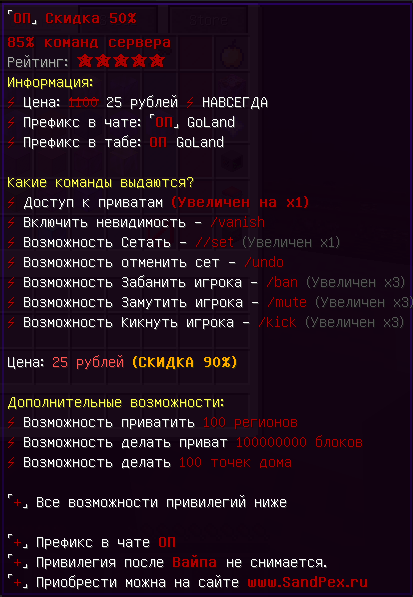 「ОП」 Скидка 50%
85% команд сервера
Рейтинг: ★★★★★
Информация:
⚡ Цена: 1100 25 рублей ⚡ НАВСЕГДА
⚡ Префикс в чате: 「ОП」 GoLand
⚡ Префикс в табе: ОП GoLand
Какие команды выдаются?
⚡ Доступ к приватам (Увеличен на x1)
⚡ Включить невидимость - /vanish
⚡ Возможность Сетать - //set (Увеличен x1)
⚡ Возможность отменить сет - /undo
⚡ Возможность Забанить игрока - /ban (Увеличен x3)
⚡ Возможность Замутить игрока - /mute (Увеличен x3)
⚡ Возможность Кикнуть игрока - /kick (Увеличен x3)
Цена: 25 рублей (СКИДКА 90%)
Дополнительные возможности:
⚡ Возможность приватить 100 регионов
⚡ Возможность делать приват 100000000 блоков
⚡ Возможность делать 100 точек дома
「+」 Все возможности привилегий ниже
「+」 Префикс в чате ОП
「+」 Привилегия после Вайпа не снимается.
「+」 Приобрести можна на сайте www.SandPex.ru